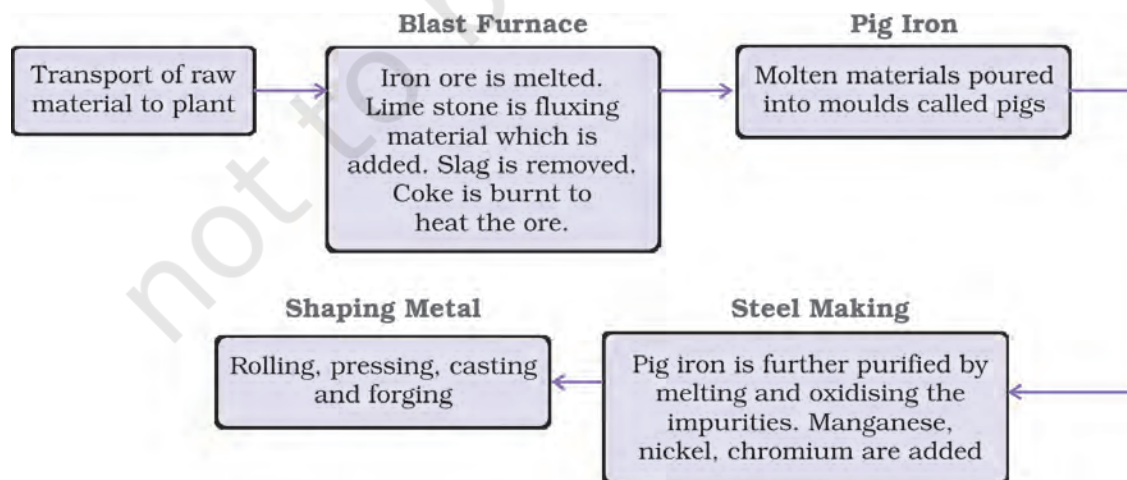 Blast Furnace
Pig Iron
Transport of raw
material to plant
Iron ore is melted.
Lime stone is fluxing
material which is
added. Slag is removed.
Coke is burnt to
heat the ore.
Molten materials poured
into moulds called pigs
Shaping Metal
Steel Making
Rolling, pressing, casting
and forging
Pig iron is further purified by
melting and oxidising the
impurities. Manganese,
nickel, chromium are added
not to b